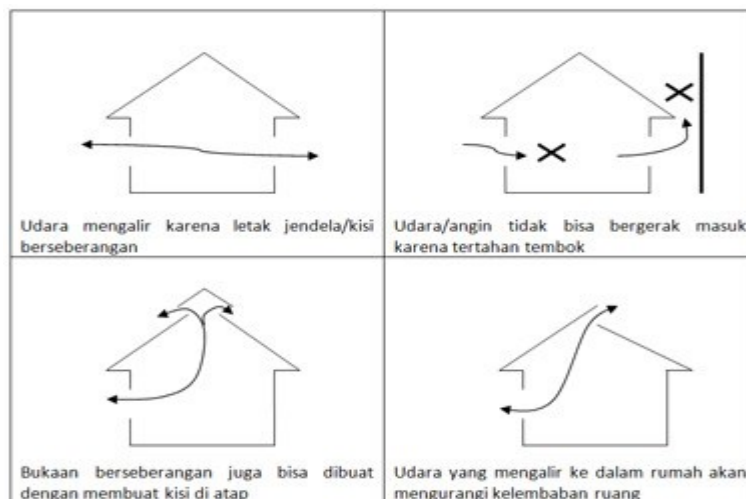 Udara mengalir karena letak jendela/kisi
berseberangan
Udara/angin tidak bisa bergerak masuk
karena tertahan tembok
Bukaan berseberangan juga bisa dibuat
dengan membuat kisi di atap
Udara yang mengalir ke dalam rumah akan
mengurangi kelembaban ruang